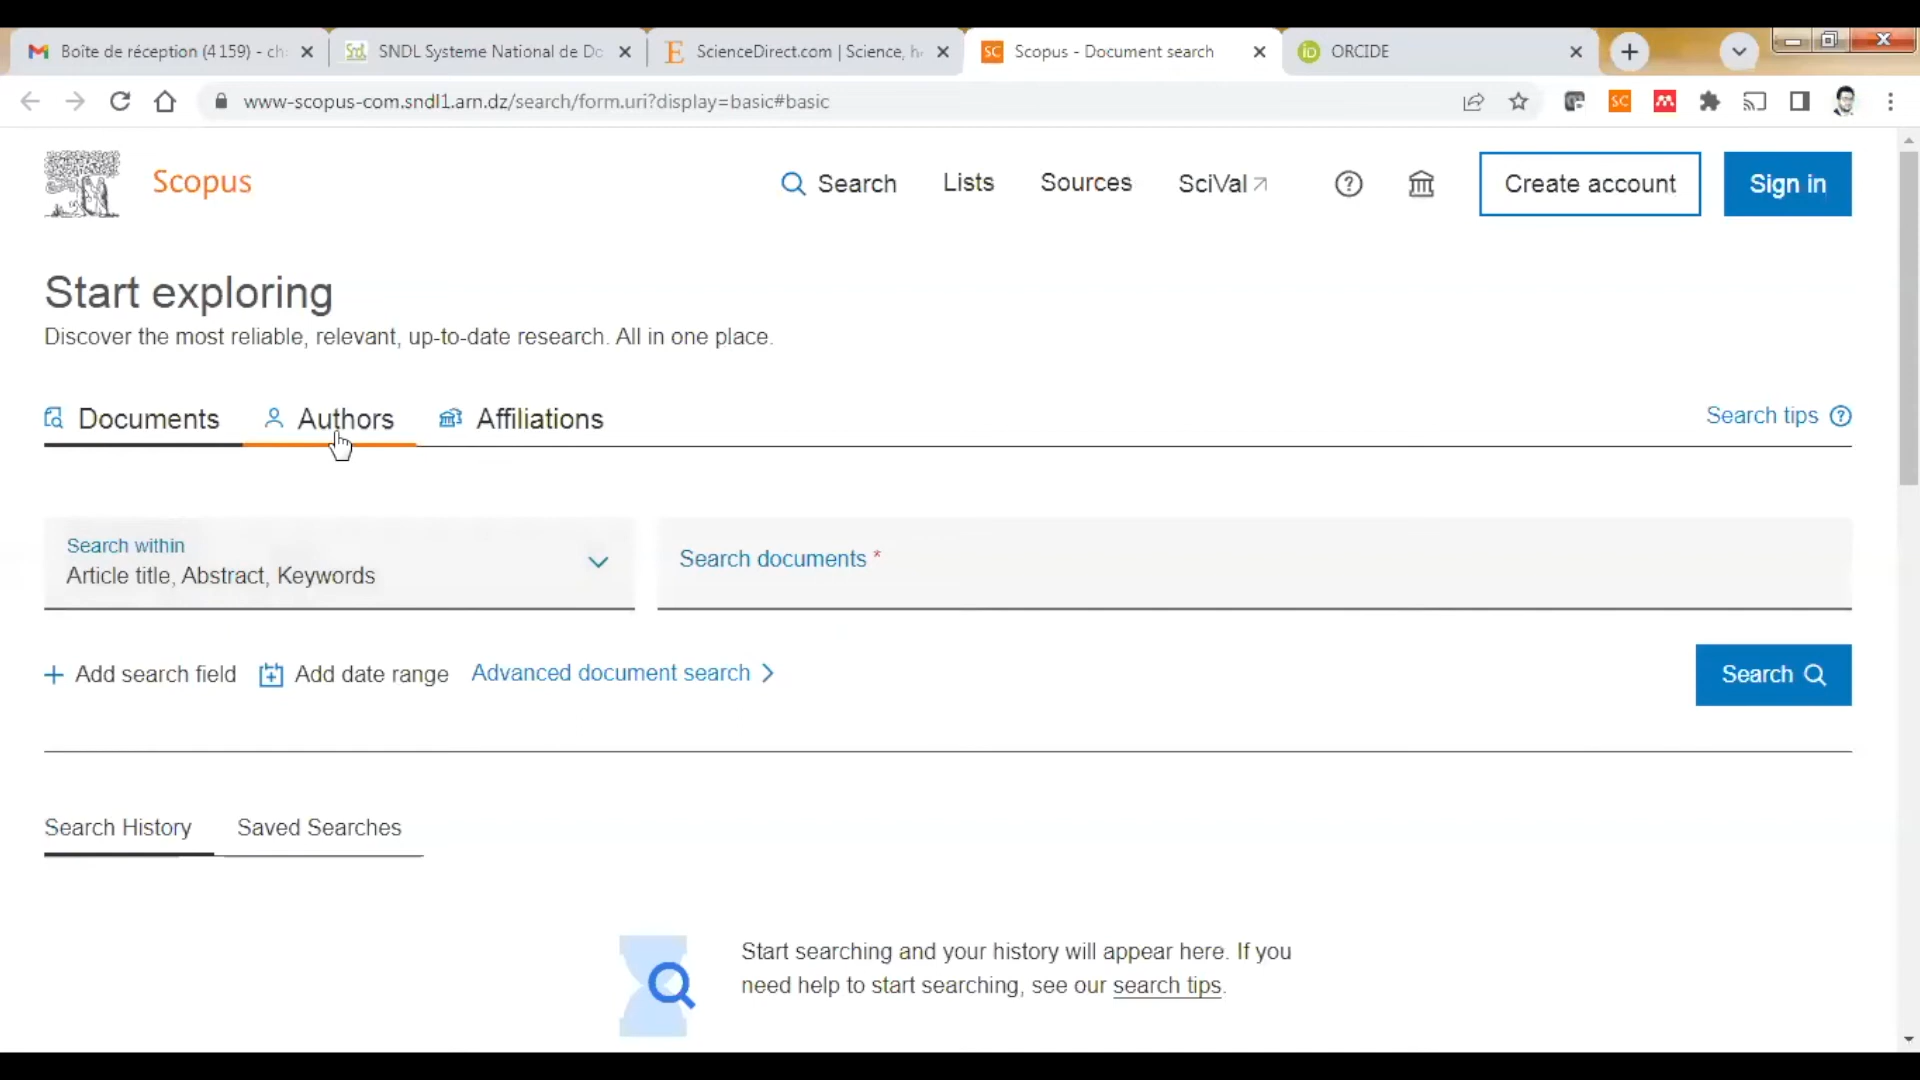 Boîte de réception (4 159) - ch
SNDL Systeme National de Do
ScienceDirect.com | Science, h
Scopus - Document search
ORCIDE
www-scopus-com.sndl1.arn.dz/search/form.uri?display=basic#basic
Scopus
Search
Lists
Sources
SciVal
Create account
Sign in
Start exploring
Discover the most reliable, relevant, up-to-date research. All in one place.
Documents
Authors
Affiliations
Search tips
Search within
Article title, Abstract, Keywords
Search documents *
Add search field
Add date range
Advanced document search
Search
Search History
Saved Searches
Start searching and your history will appear here. If you
need help to start searching, see our search tips.